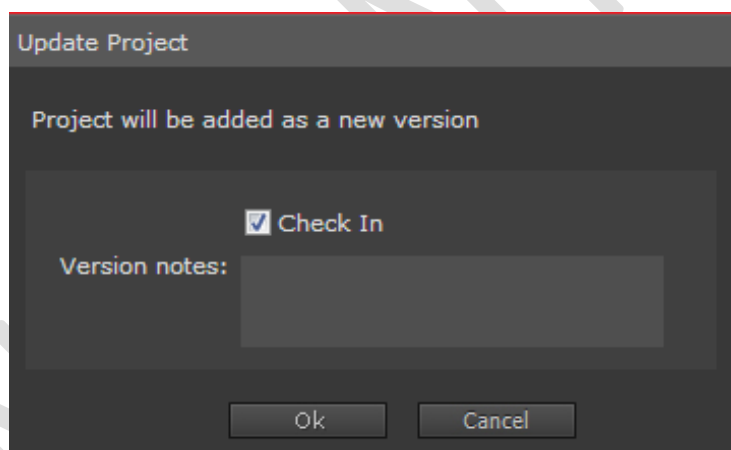 Update Project
Project will be added as a new version
Check In
Version notes:
Ok
Cancel